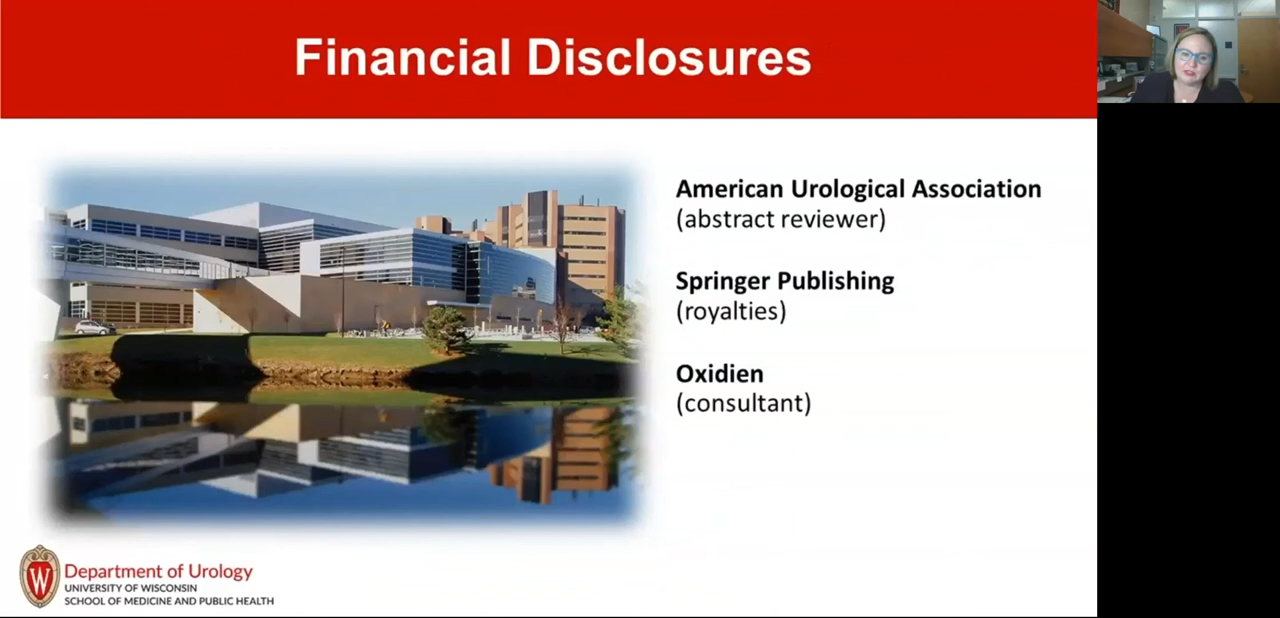 Financial Disclosures
American Urological Association
(abstract reviewer)
Springer Publishing
(royalties)
Oxidien
(consultant)
W
Department of Urology
UNIVERSITY OF WISCONSIN
SCHOOL OF MEDICINE AND PUBLIC HEALTH